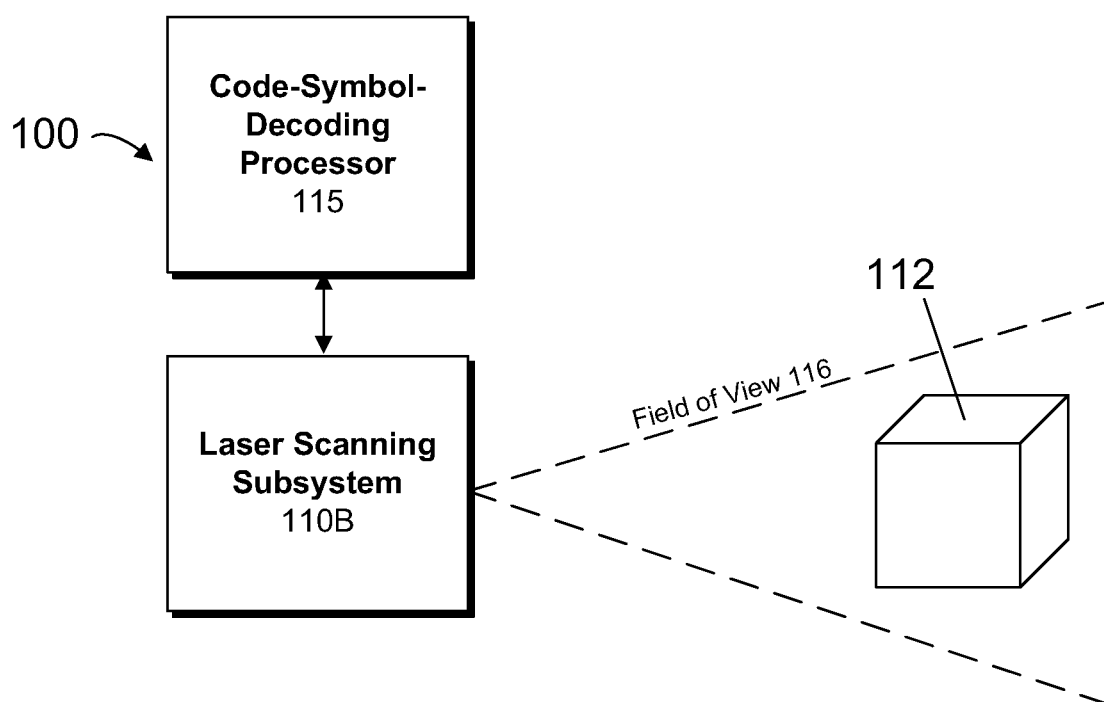 Code-Symbol-
Decoding
Processor
115
100
112
Field of View 116
Laser Scanning
Subsystem
110B